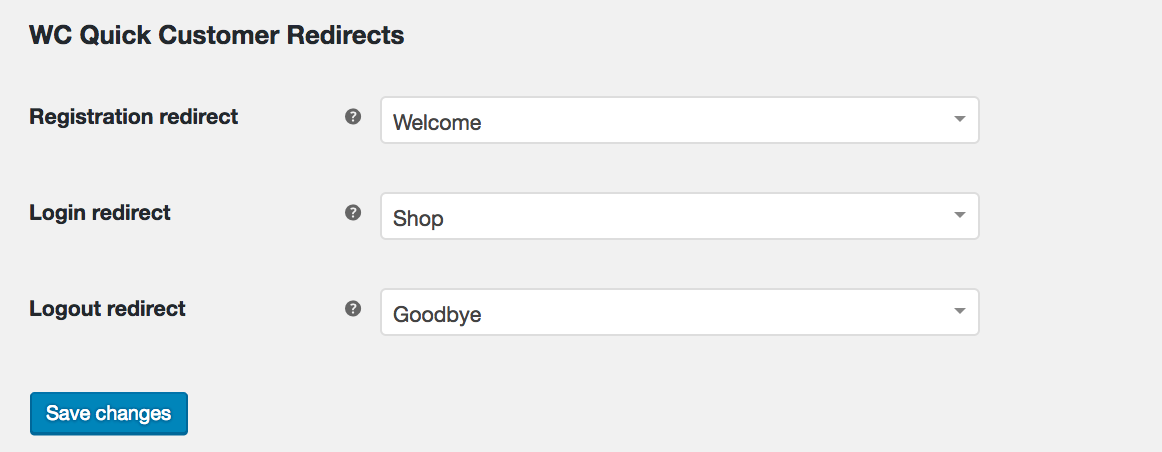 WC Quick Customer Redirects
Registration redirect ? Welcome
Login redirect ? Shop
Logout redirect ? Goodbye
Save changes